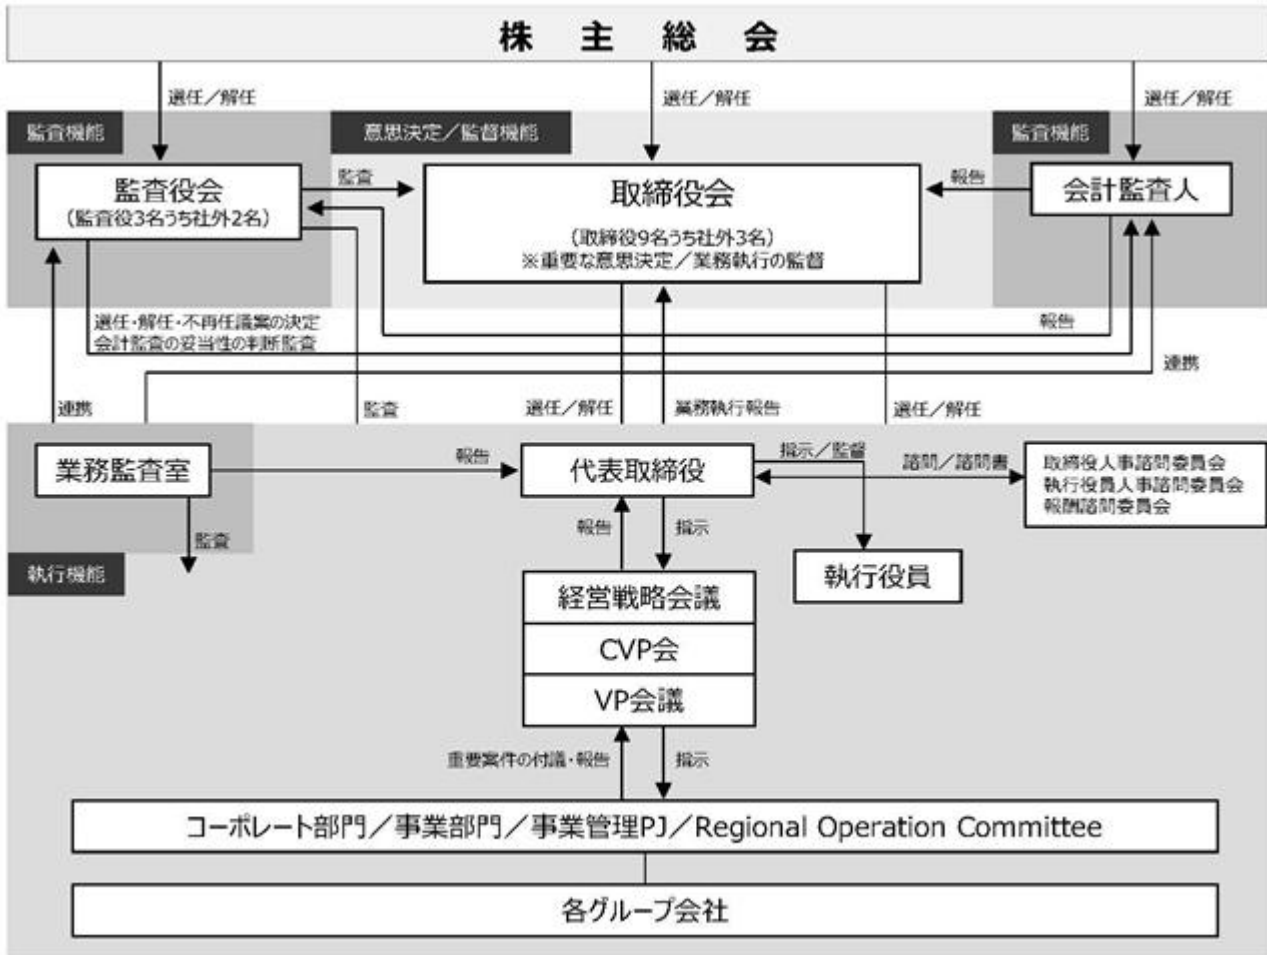 株主総会
選任／解任
選任／解任
選任／解任
監査機能
意思決定／監督機能
監査機能
監査役会
(監査役3名うち社外2名)
監査
取締役会
(取締役9名うち社外3名)
※重要な意思決定／業務執行の監督
報告
会計監査人
選任・解任・不再任議案の決定
会計監査の妥当性の判断監査
報告
連携
連携
監査
選任／解任
業務執行報告
選任／解任
業務監査室
報告
代表取締役
指示／監督
諮問／諮問書
取締役人事諮問委員会
執行役員人事諮問委員会
報酬諮問委員会
監査
報告
指示
執行機能
執行役員
経営戦略会議
CVP会
VP会議
重要案件の付議・報告
指示
コーポレート部門／事業部門／事業管理PJ／Regional Operation Committee
各グループ会社